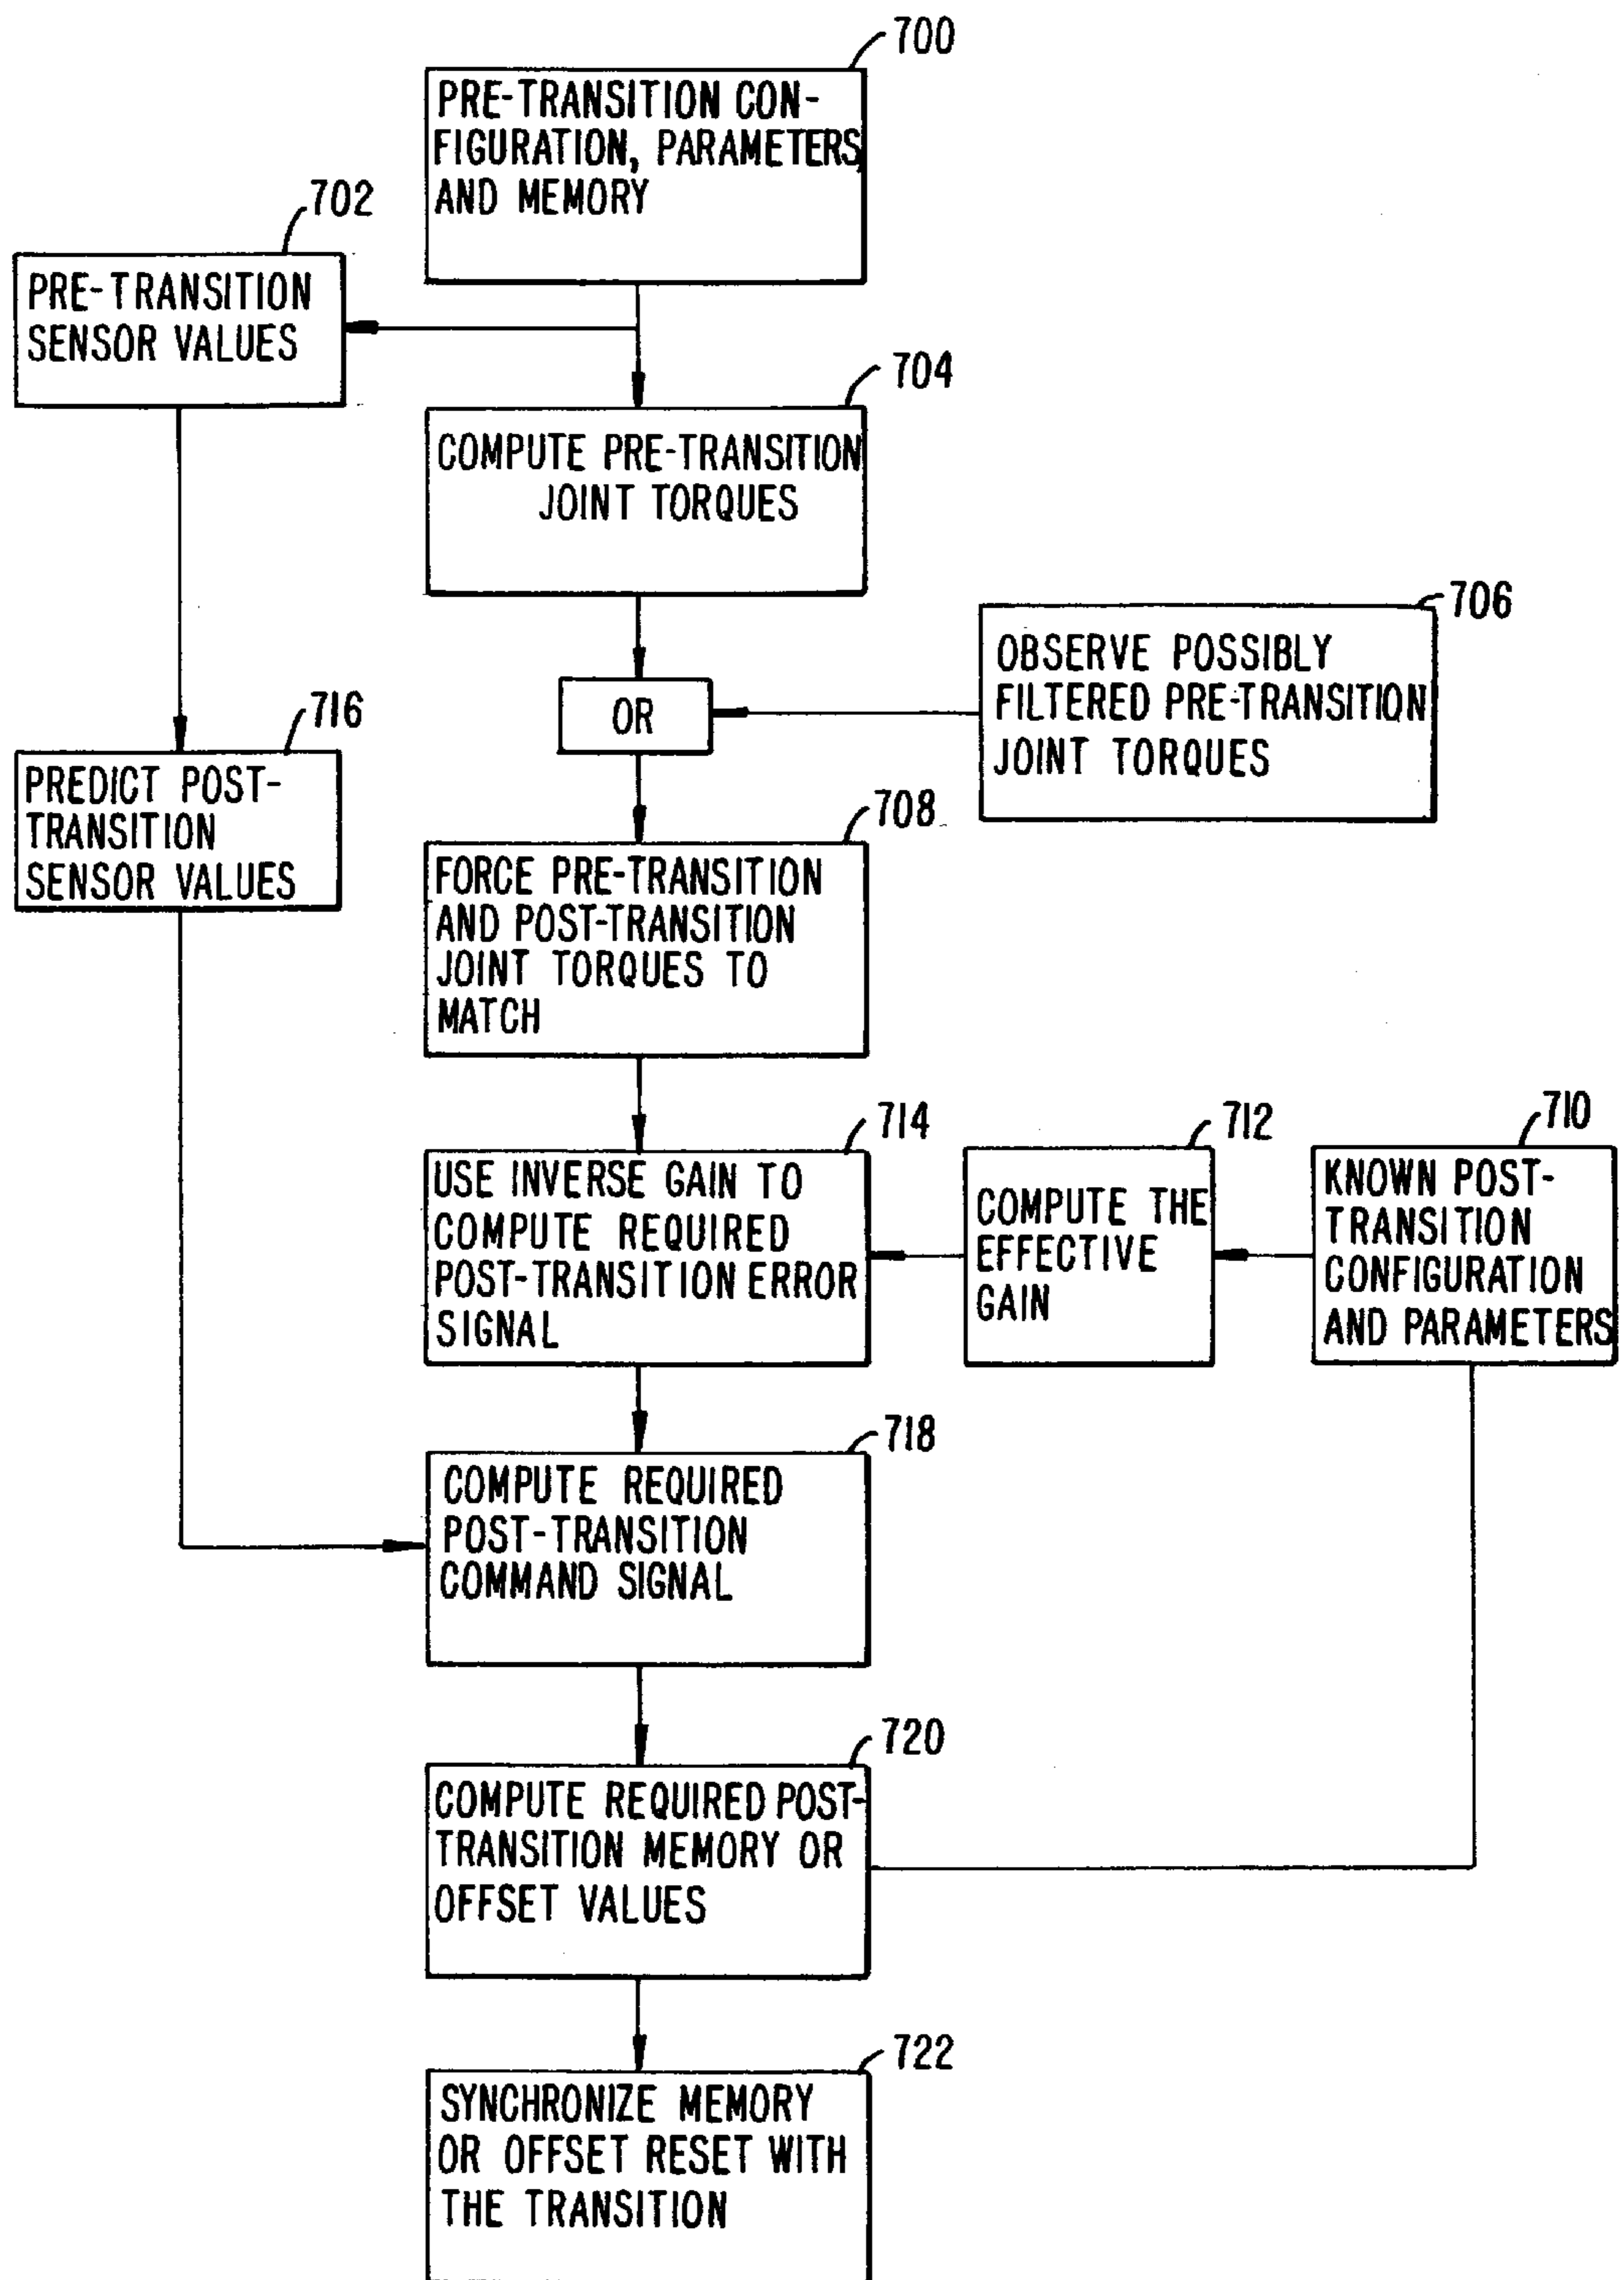 700
PRE-TRANSITION CON-
FIGURATION, PARAMETERS
AND MEMORY
702
PRE-TRANSITION
SENSOR VALUES
704
COMPUTE PRE-TRANSITION
JOINT TORQUES
706
OBSERVE POSSIBLY
FILTERED PRE-TRANSITION
JOINT TORQUES
OR
716
PREDICT POST-
TRANSITION
SENSOR VALUES
708
FORCE PRE-TRANSITION
AND POST-TRANSITION
JOINT TORQUES TO
MATCH
714
USE INVERSE GAIN TO
COMPUTE REQUIRED
POST-TRANSITION ERROR
SIGNAL
712
COMPUTE THE
EFFECTIVE
GAIN
710
KNOWN POST-
TRANSITION
CONFIGURATION
AND PARAMETERS
718
COMPUTE REQUIRED
POST-TRANSITION
COMMAND SIGNAL
720
COMPUTE REQUIRED POST-
TRANSITION MEMORY OR
OFFSET VALUES
722
SYNCHRONIZE MEMORY
OR OFFSET RESET WITH
THE TRANSITION